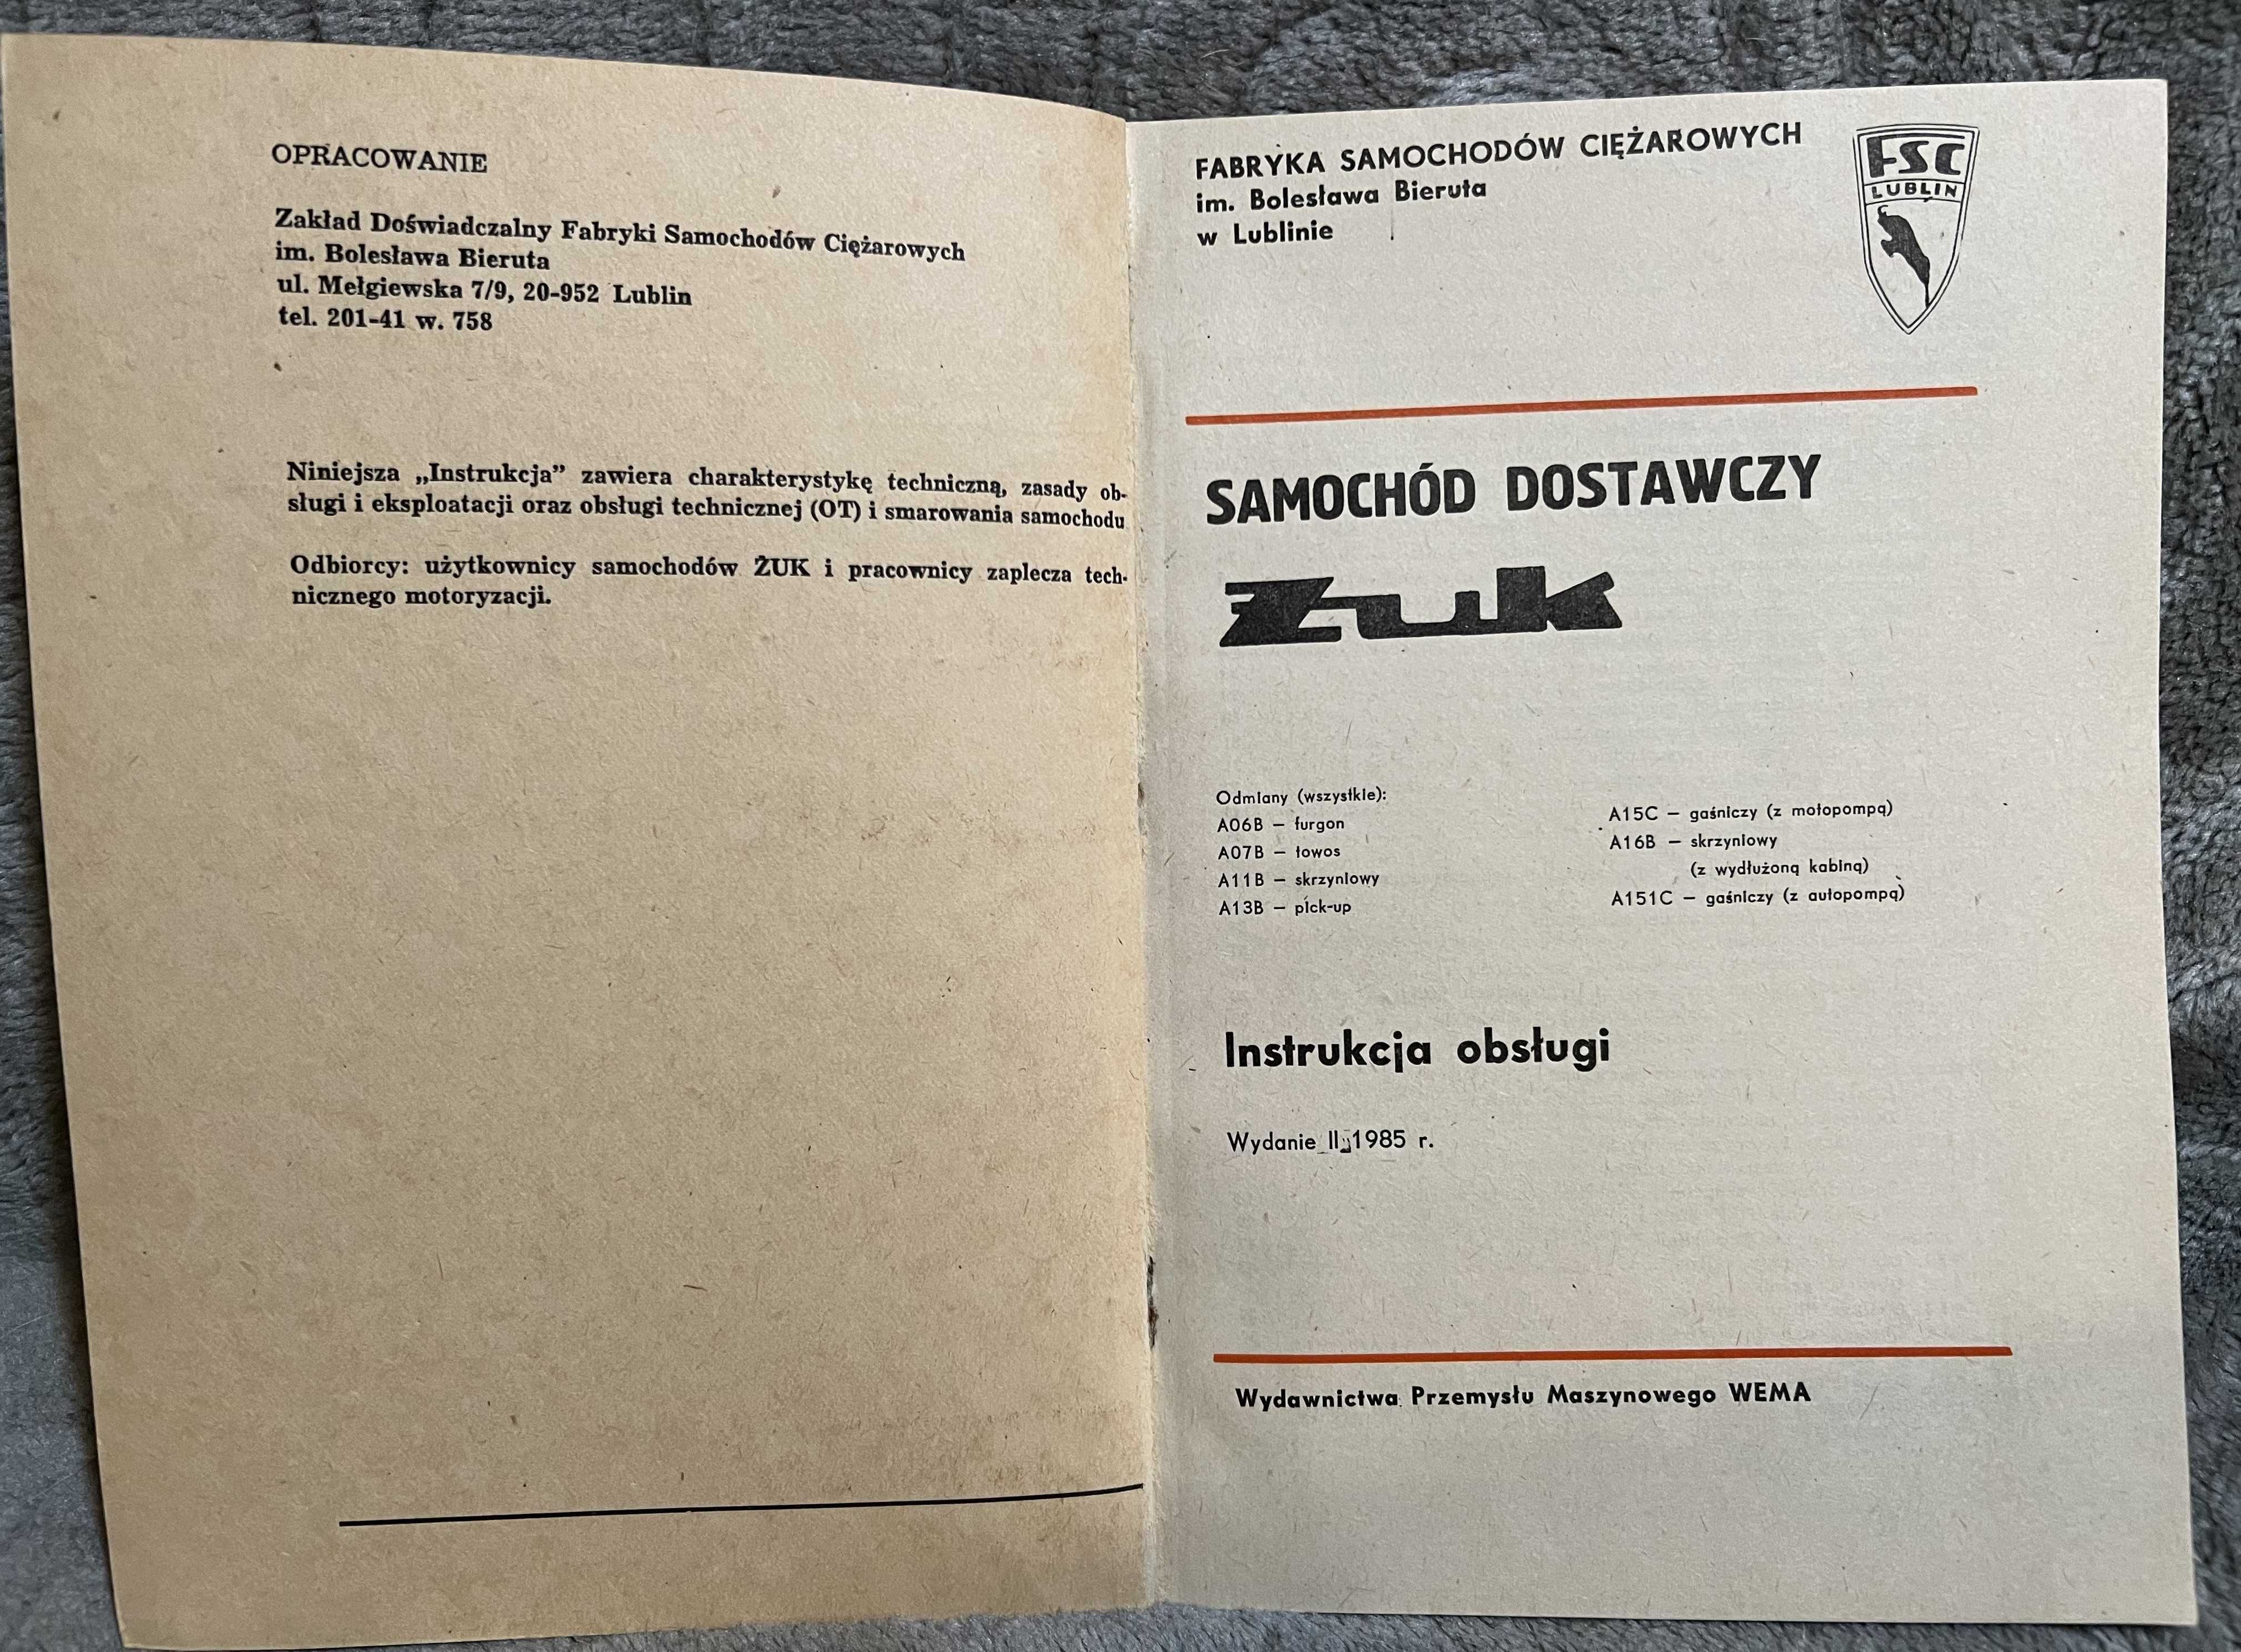 OPRACOWANIE
Zakład Doświadczalny Fabryki Samochodów Ciężarowych
im. Bolesława Bieruta
ul. Mełgiewska 7/9, 20-952 Lublin
tel. 201-41 w. 758
Niniejsza „Instrukcja” zawiera charakterystykę techniczną, zasady ob-
sługi i eksploatacji oraz obsługi technicznej (OT) i smarowania samochodu
Odbiorcy: użytkownicy samochodów ŻUK i pracownicy zaplecza tech-
nicznego motoryzacji.
FABRYKA SAMOCHODÓW CIĘŻAROWYCH
im. Bolesława Bieruta
w Lublinie
FSC
LUBLIN
SAMOCHÓD DOSTAWCZY
Żuk
Odmiany (wszystkie):
A06B — furgon
A07B — towos
A11B — skrzyniowy
A13B — pick-up
A15C — gaśniczy (z motopompą)
A16B — skrzyniowy
(z wydłużoną kabiną)
A151C — gaśniczy (z autopompą)
Instrukcja obsługi
Wydanie II, 1985 r.
Wydawnictwa Przemysłu Maszynowego WEMA